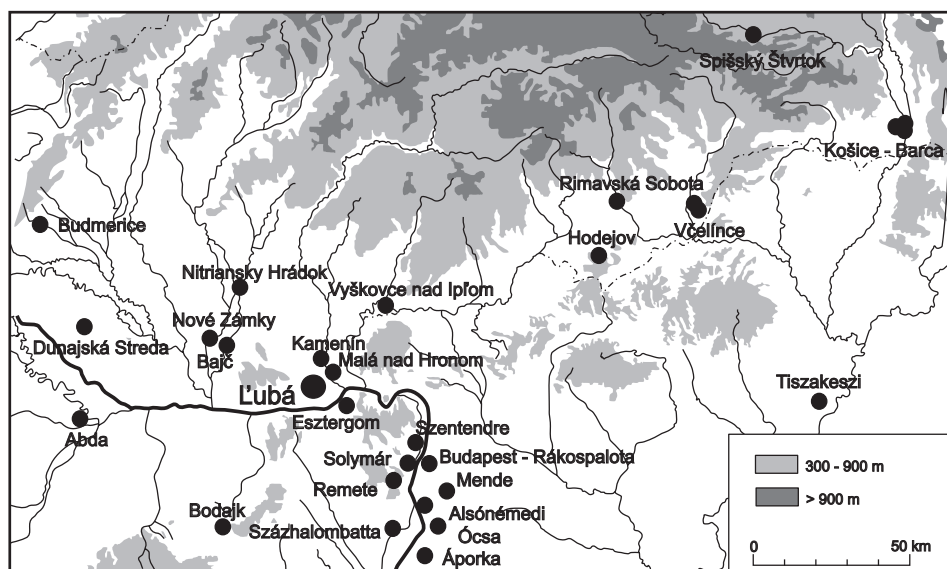 Spišský Štvrtok
Košice - Barca
Rimavská Sobota
Včelínce
Budmerice
Hodejov
Nitriansky Hrádok
Vyškovce nad Ipľom
Nové Zámky
Kamenín
Dunajská Streda
Bajč
Malá nad Hronom
Ľubá
Tiszakeszi
Esztergom
Abda
Szentendre
Solymár
Budapest - Rákospalota
Remete
Mende
Bodajk
Alsónémedi
Százhalombatta
Ócsa
Áporka
300 - 900 m
> 900 m
0
50 km